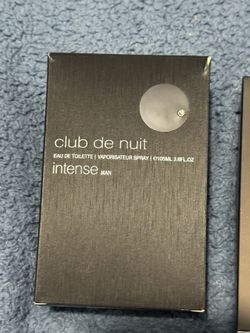 club de nuit
EAU DE TOILETTE | VAPORISATEUR SPRAY | ℮105ML 3.6FL.OZ
intense MAN